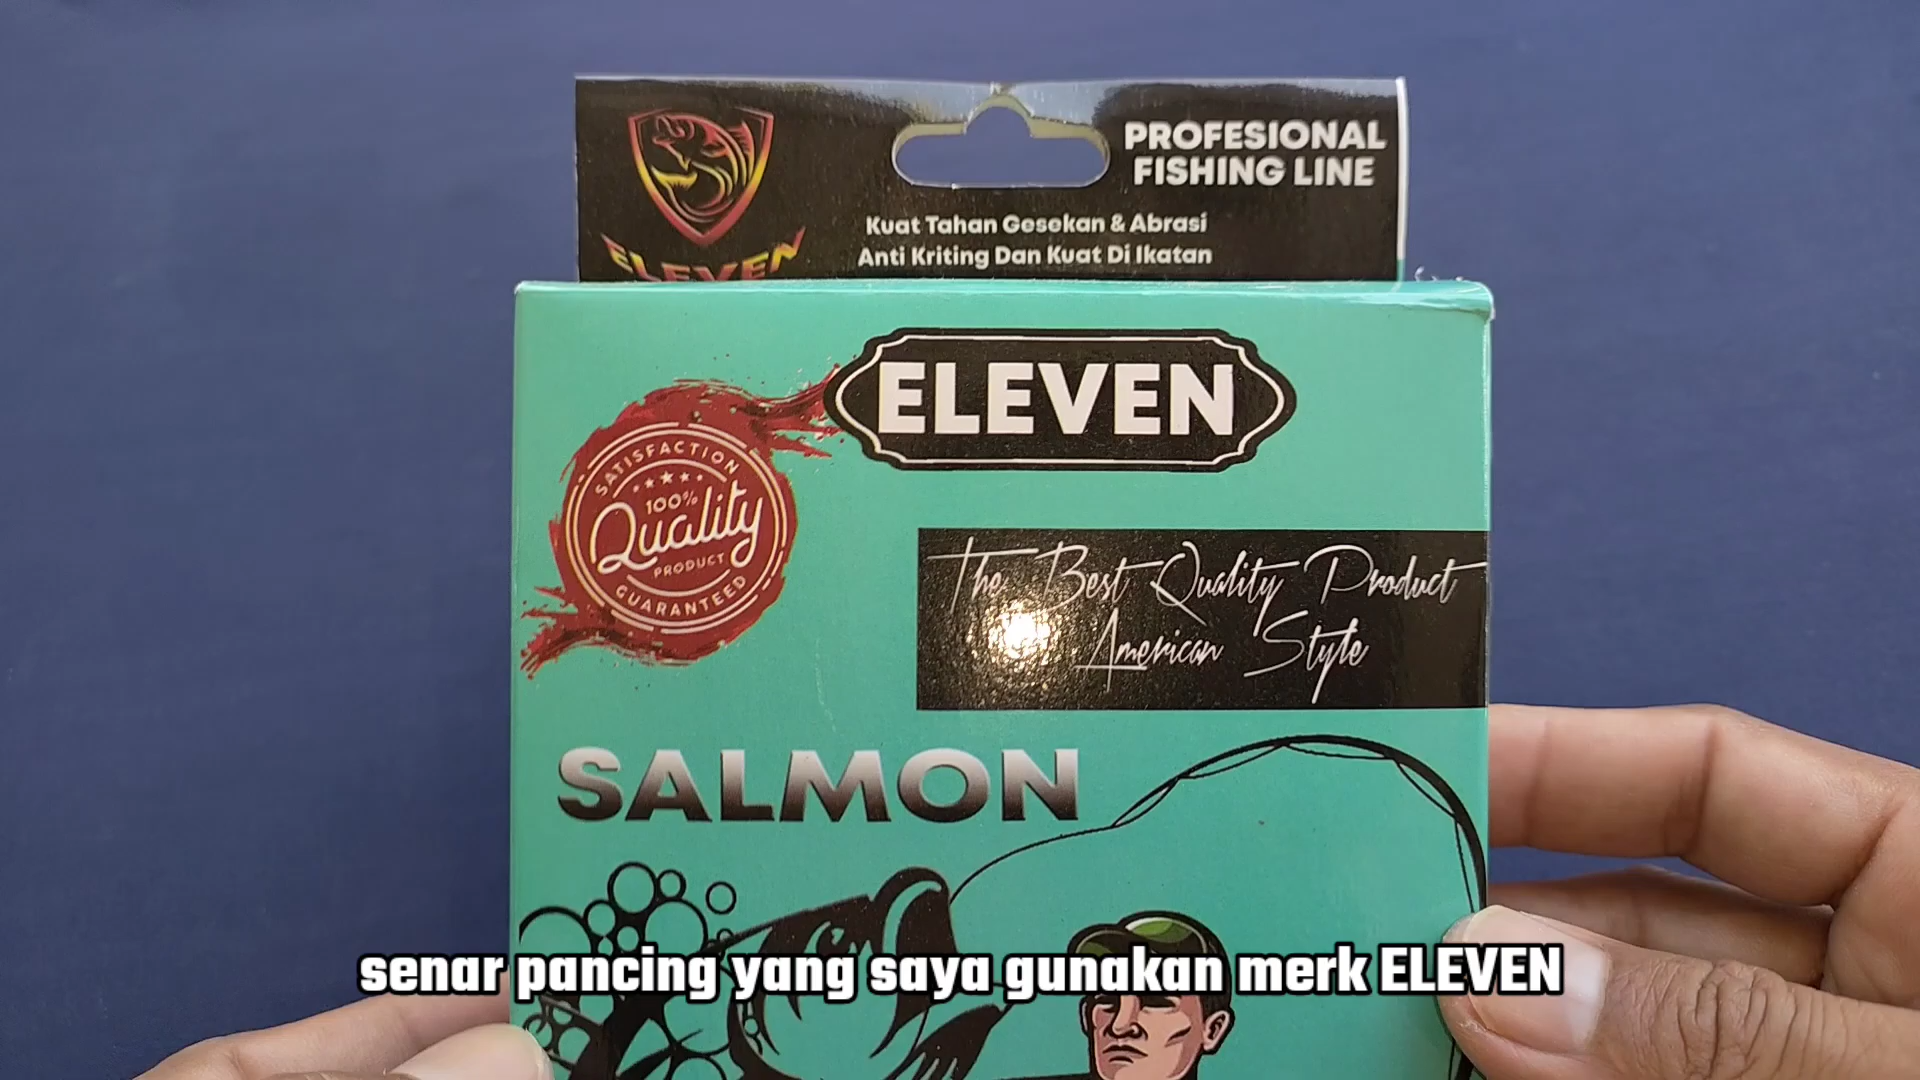 PROFESIONAL
FISHING LINE
Kuat Tahan Gesekan & Abrasi
Anti Kriting Dan Kuat Di Ikatan
ELEVEN
ELEVEN
SATISFACTION
100%
Quality
PRODUCT
GUARANTEED
The Best Quality Product
American Style
SALMON
senar pancing yang saya gunakan merk ELEVEN